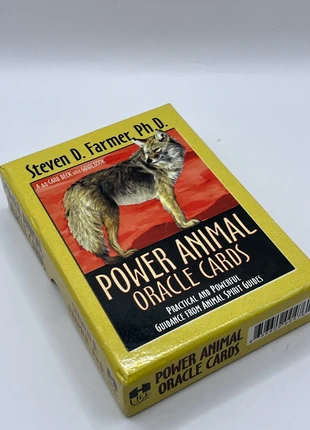 Steven D. Farmer, Ph.D.
A 44 CARD DECK WITH GUIDEBOOK
POWER ANIMAL
ORACLE CARDS
PRACTICAL AND POWERFUL
GUIDANCE FROM ANIMAL SPIRIT GUIDES
POWER ANIMAL
ORACLE CARDS